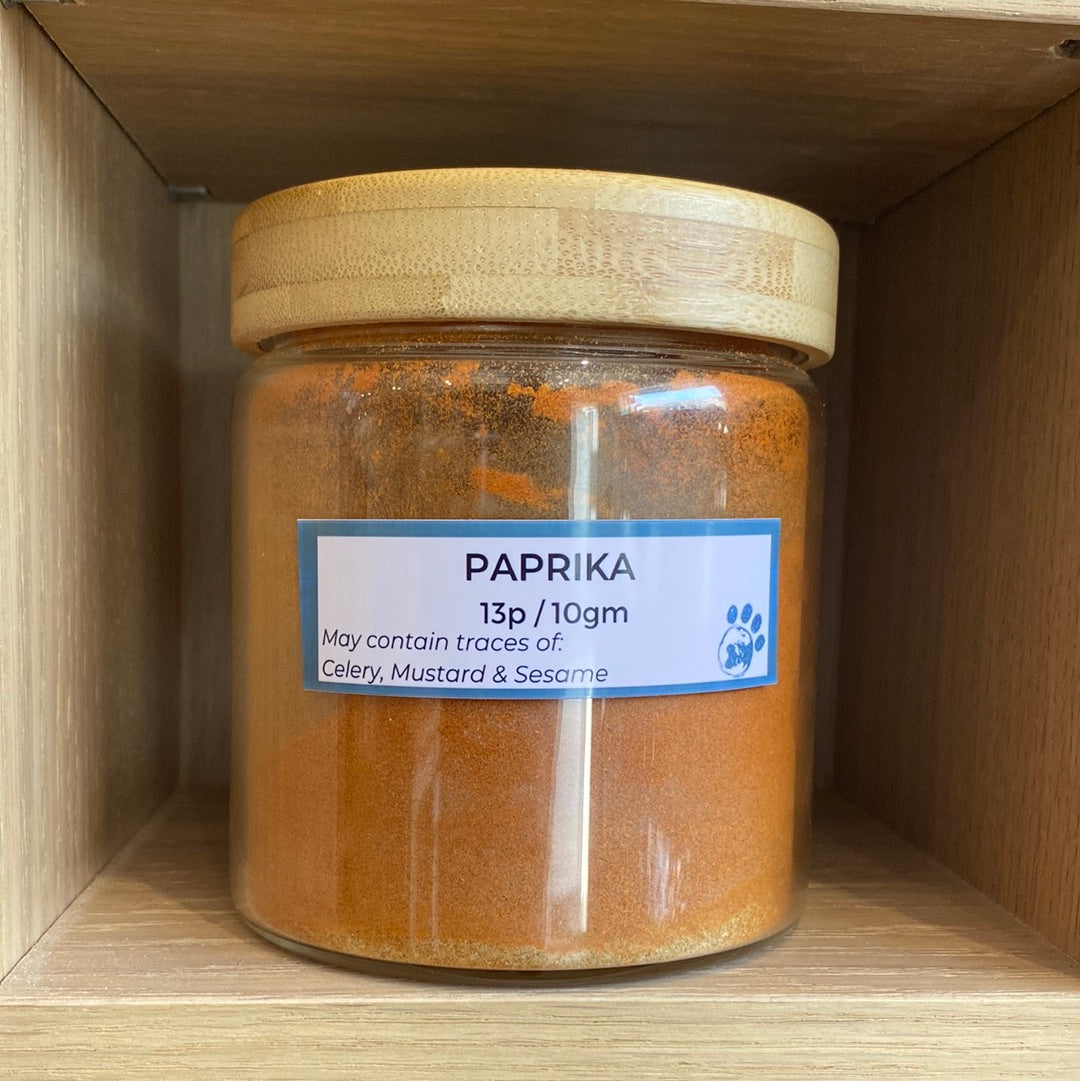 PAPRIKA
13p / 10gm
May contain traces of:
Celery, Mustard & Sesame